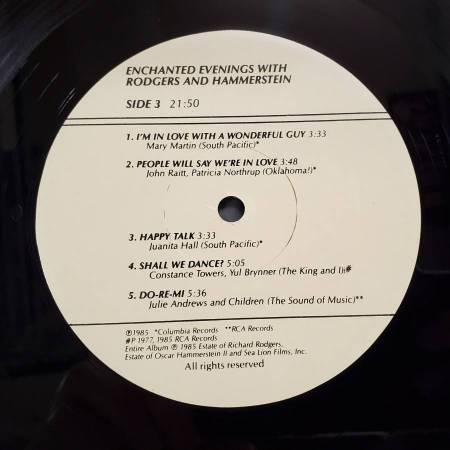 ENCHANTED EVENINGS WITH
RODGERS AND HAMMERSTEIN
SIDE 3 21:50
1. I'M IN LOVE WITH A WONDERFUL GUY 3:33
Mary Martin (South Pacific)*
2. PEOPLE WILL SAY WE'RE IN LOVE 3:48
John Raitt, Patricia Northrup (Oklahoma!)*
3. HAPPY TALK 3:33
Juanita Hall (South Pacific)*
4. SHALL WE DANCE? 5:05
Constance Towers, Yul Brynner (The King and I)#
5. DO-RE-MI 5:36
Julie Andrews and Children (The Sound of Music)**
℗1985 *Columbia Records **RCA Records
#P 1977, 1985 RCA Records
Entire Album ℗ 1985 Estate of Richard Rodgers,
Estate of Oscar Hammerstein II and Sea Lion Films, Inc.
All rights reserved